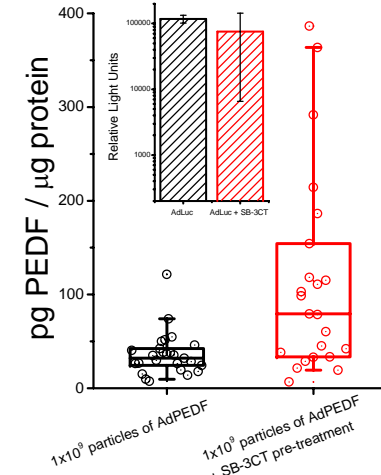 pg PEDF / μg protein
400
300
200
100
0
Relative Light Units
100000
10000
1000
AdLuc
AdLuc + SB-3CT
1x10⁹ particles of AdPEDF
1x10⁹ particles of AdPEDF
SB-3CT pre-treatment